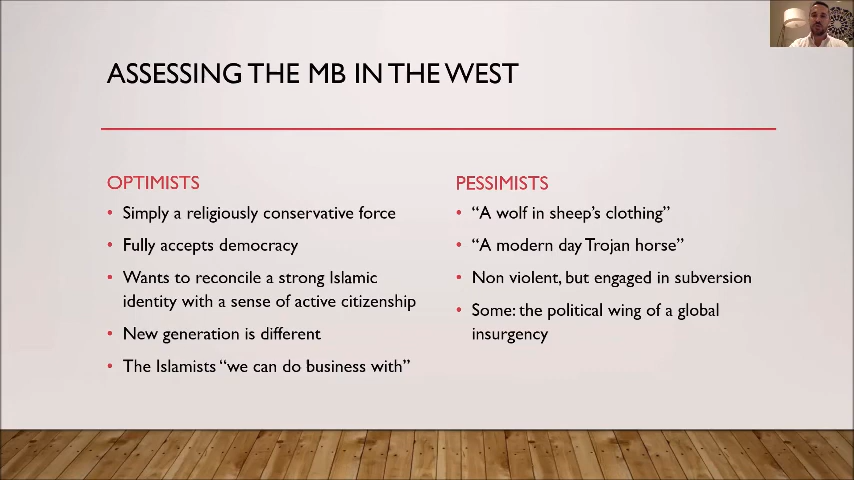 ASSESSING THE MB IN THE WEST
OPTIMISTS
• Simply a religiously conservative force
• Fully accepts democracy
• Wants to reconcile a strong Islamic
identity with a sense of active citizenship
• New generation is different
• The Islamists “we can do business with”
PESSIMISTS
• “A wolf in sheep’s clothing”
• “A modern day Trojan horse”
• Non violent, but engaged in subversion
• Some: the political wing of a global
insurgency